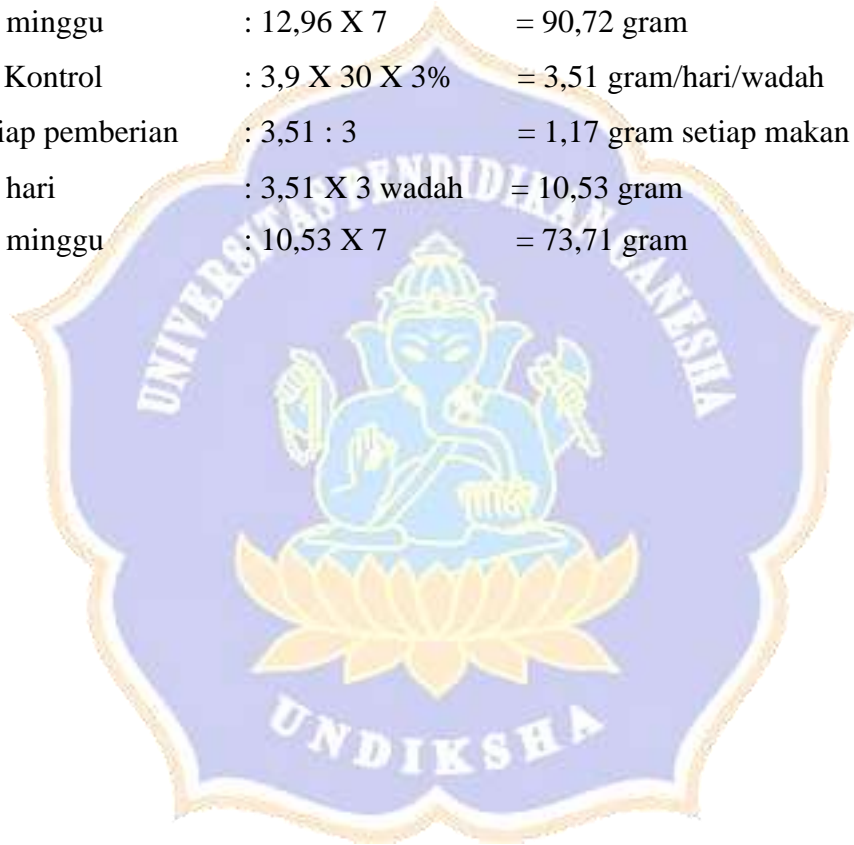 minggu : 12,96 X 7 = 90,72 gram
Kontrol : 3,9 X 30 X 3% = 3,51 gram/hari/wadah
iap pemberian : 3,51 : 3 = 1,17 gram setiap makan
hari : 3,51 X 3 wadah = 10,53 gram
minggu : 10,53 X 7 = 73,71 gram
UNIVERSITAS PENDIDIKAN GANESHA
UNDIKSHA